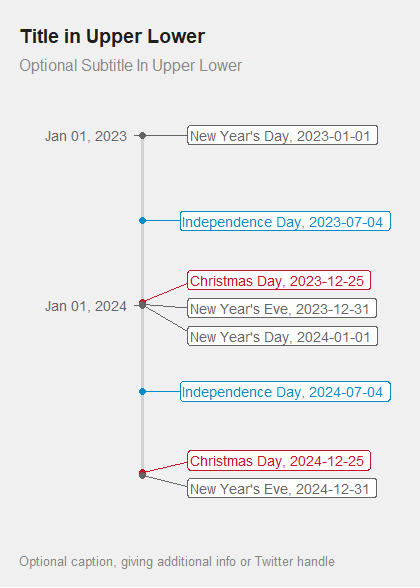 Title in Upper Lower
Optional Subtitle In Upper Lower
Jan 01, 2023
New Year's Day, 2023-01-01
Independence Day, 2023-07-04
Christmas Day, 2023-12-25
Jan 01, 2024
New Year's Eve, 2023-12-31
New Year's Day, 2024-01-01
Independence Day, 2024-07-04
Christmas Day, 2024-12-25
New Year's Eve, 2024-12-31
Optional caption, giving additional info or Twitter handle